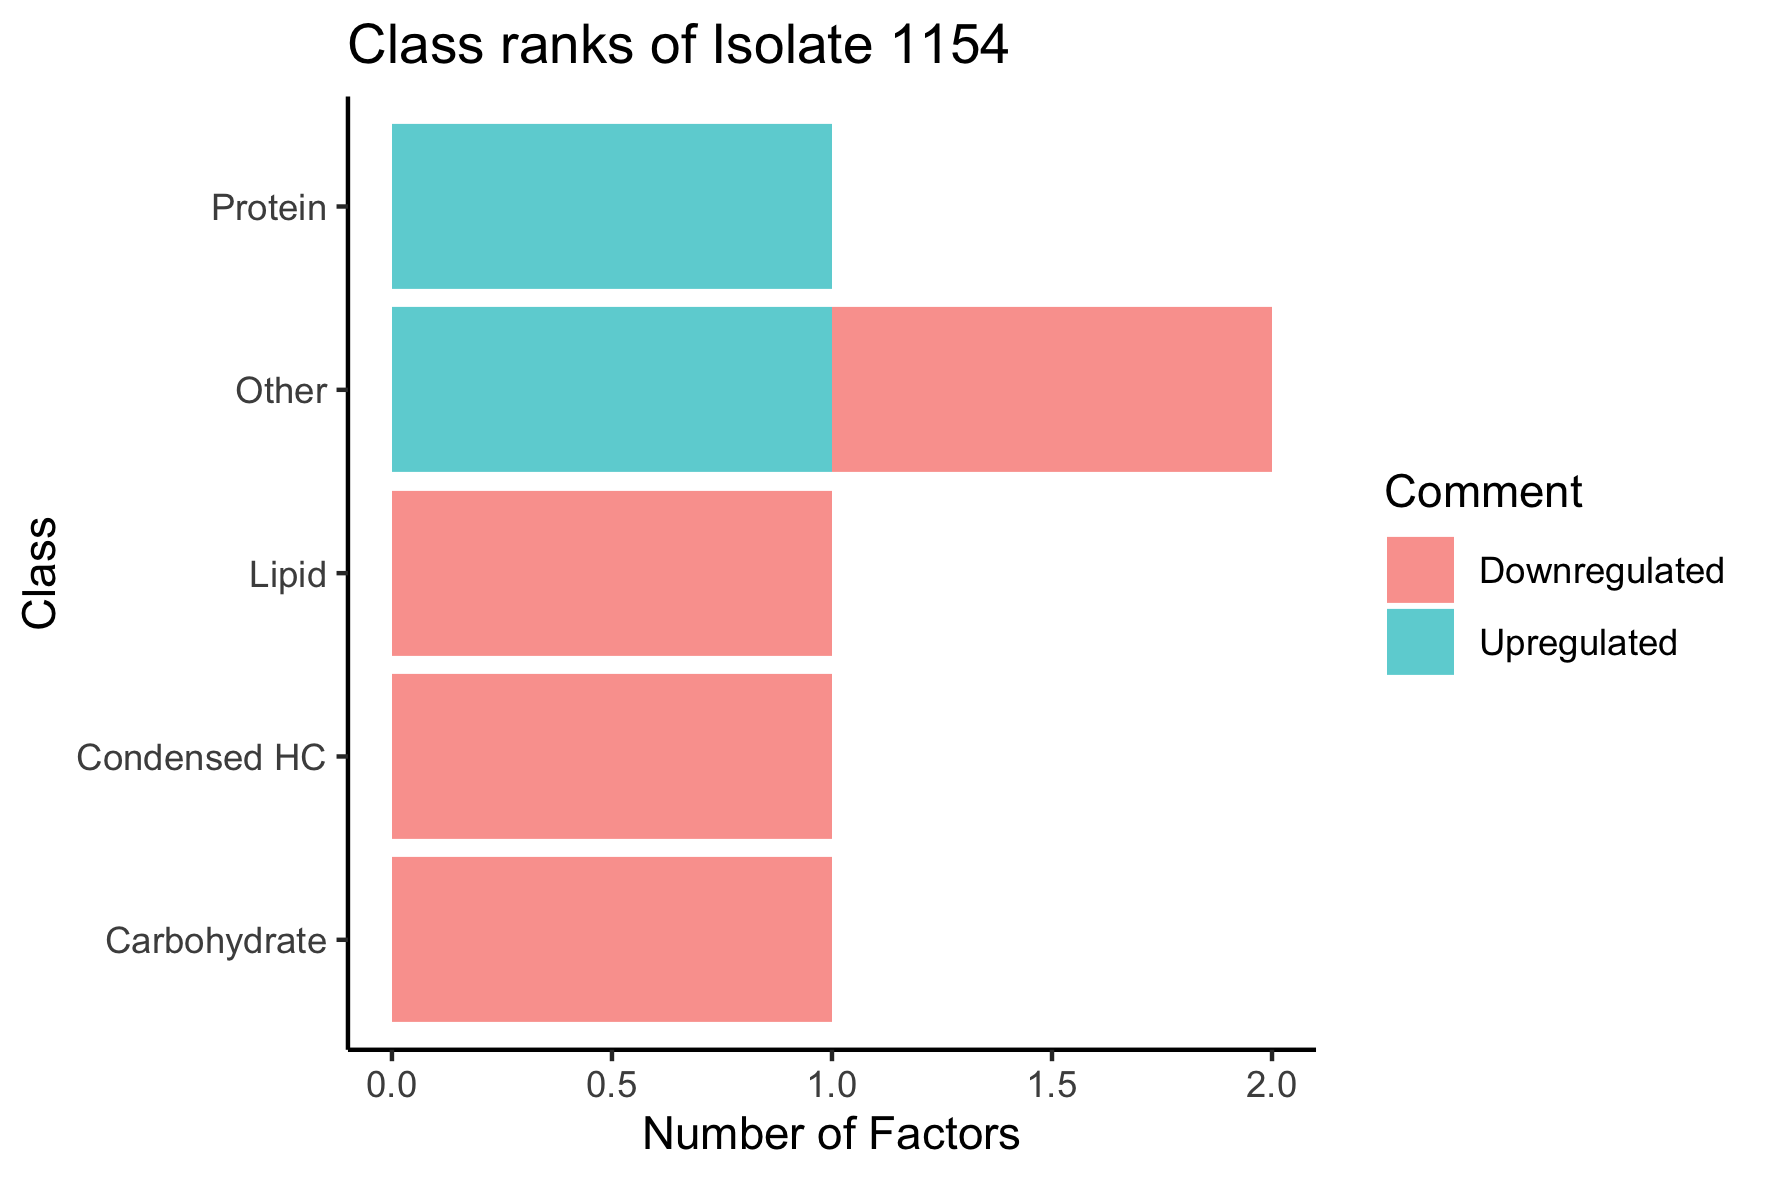 Class ranks of Isolate 1154
Protein
Other
Lipid
Condensed HC
Carbohydrate
Class
0.0 0.5 1.0 1.5 2.0
Number of Factors
Comment
Downregulated
Upregulated